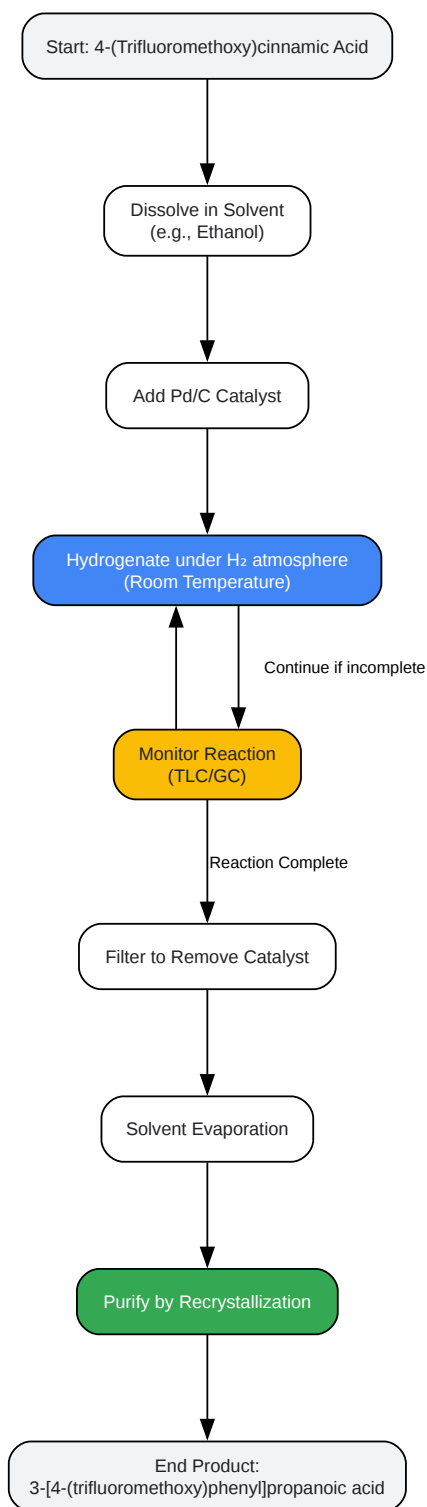 Start: 4-(Trifluoromethoxy)cinnamic Acid
Dissolve in Solvent
(e.g., Ethanol)
Add Pd/C Catalyst
Hydrogenate under H₂ atmosphere
(Room Temperature)
Continue if incomplete
Monitor Reaction
(TLC/GC)
Reaction Complete
Filter to Remove Catalyst
Solvent Evaporation
Purify by Recrystallization
End Product:
3-[4-(trifluoromethoxy)phenyl]propanoic acid